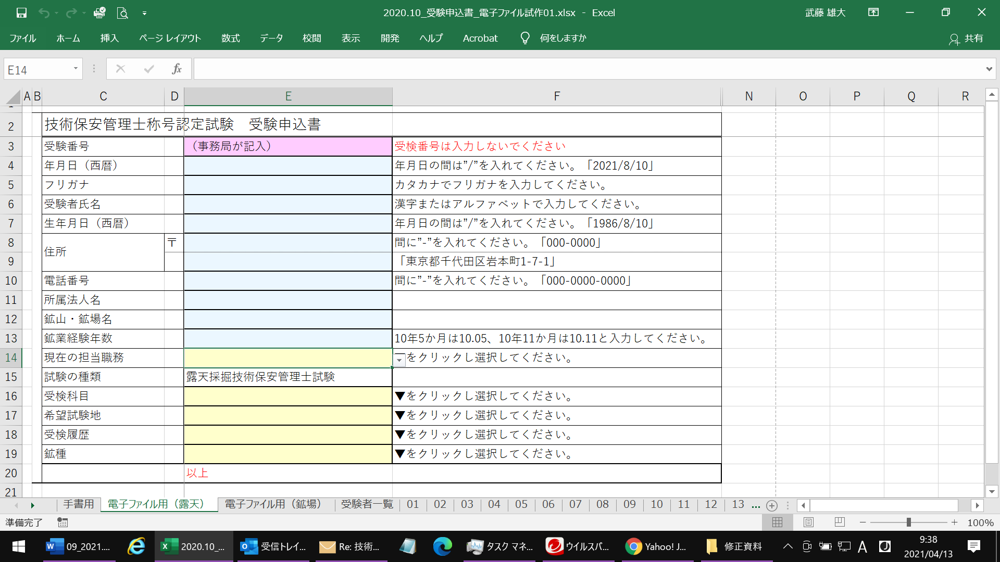 2020.10_受験申込書_電子ファイル試作01.xlsx - Excel
武藤 雄大
ファイル ホーム 挿入 ページ レイアウト 数式 データ 校閲 表示 開発 ヘルプ Acrobat 何をしますか 共有
E14
fx
A B C D E F N O P Q R
2 技術保安管理士称号認定試験 受験申込書
3 受験番号 （事務局が記入） 受検番号は入力しないでください
4 年月日（西暦） 年月日の間は”/”を入れてください。「2021/8/10」
5 フリガナ カタカナでフリガナを入力してください。
6 受験者氏名 漢字またはアルファベットで入力してください。
7 生年月日（西暦） 年月日の間は”/”を入れてください。「1986/8/10」
8 住所 〒 間に”-”を入れてください。「000-0000」
9 「東京都千代田区岩本町1-7-1」
10 電話番号 間に”-”を入れてください。「000-0000-0000」
11 所属法人名
12 鉱山・鉱場名
13 鉱業経験年数 10年5か月は10.05、10年11か月は10.11と入力してください。
14 現在の担当職務 をクリックし選択してください。
15 試験の種類 露天採掘技術保安管理士試験
16 受検科目 ▼をクリックし選択してください。
17 希望試験地 ▼をクリックし選択してください。
18 受検履歴 ▼をクリックし選択してください。
19 鉱種 ▼をクリックし選択してください。
20 以上
21
手書用 電子ファイル用（露天） 電子ファイル用（鉱場） 受験者一覧 01 02 03 04 05 06 07 08 09 10 11 12 13 ...
準備完了 100%
09_2021.... 2020.10_... 受信トレイ... Re: 技術... タスク マネ... ウイルスバ... Yahoo! J... 修正資料 A
9:38
2021/04/13